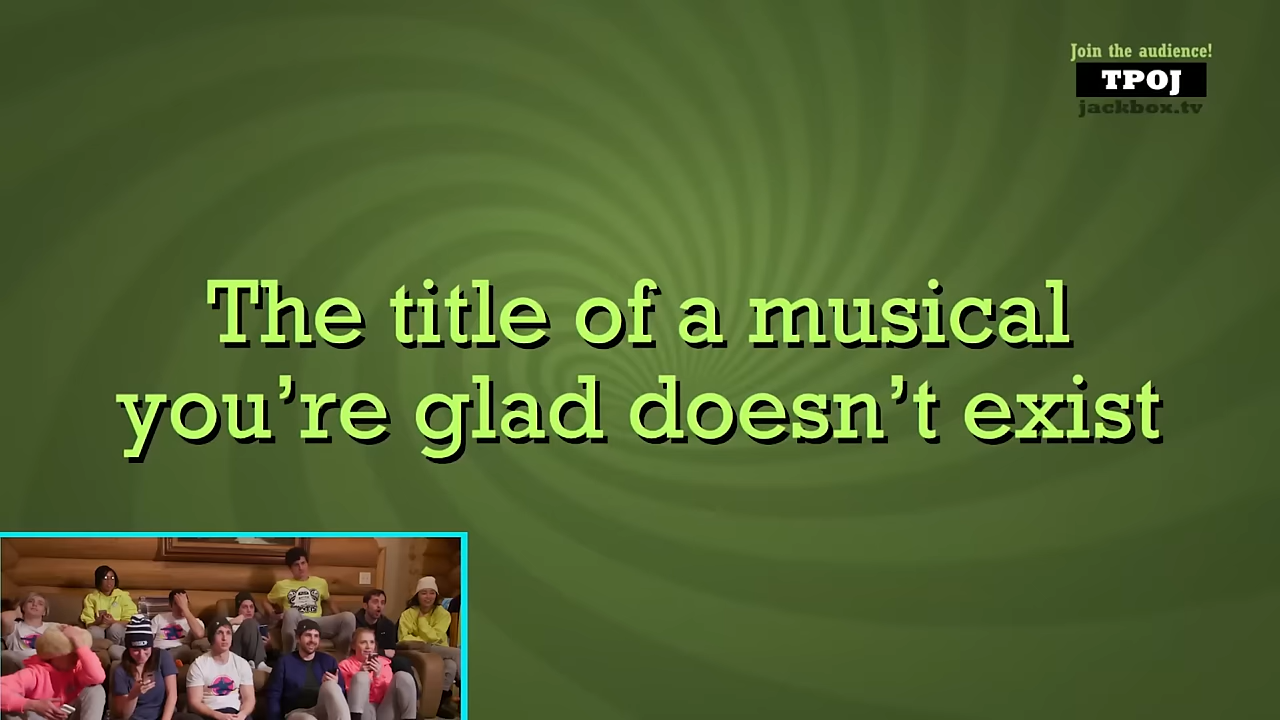 Join the audience!
TPOJ
jackbox.tv
The title of a musical
you're glad doesn't exist